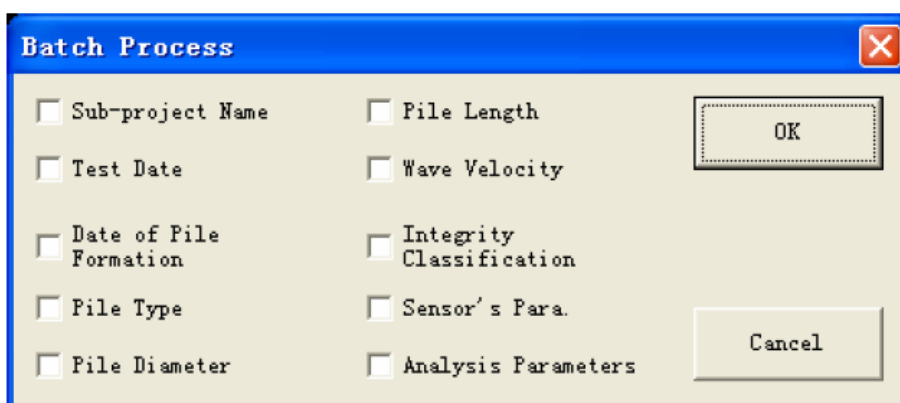 Batch Process
Sub-project Name
Test Date
Date of Pile
Formation
Pile Type
Pile Diameter
Pile Length
Wave Velocity
Integrity
Classification
Sensor's Para.
Analysis Parameters
OK
Cancel